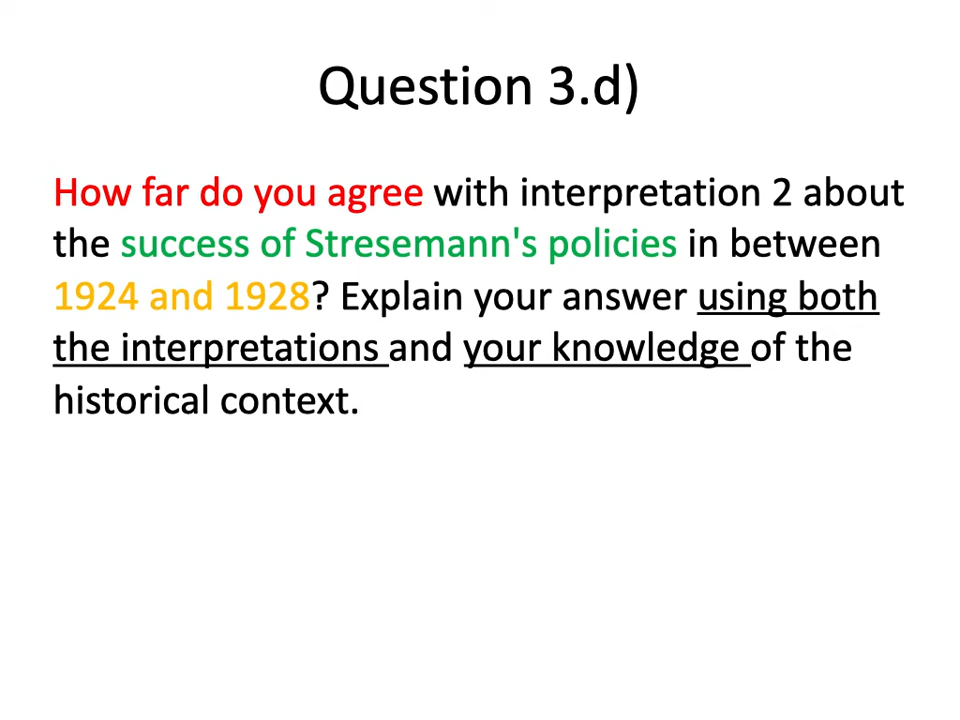 Question 3.d)
How far do you agree with interpretation 2 about
the success of Stresemann's policies in between
1924 and 1928? Explain your answer using both
the interpretations and your knowledge of the
historical context.